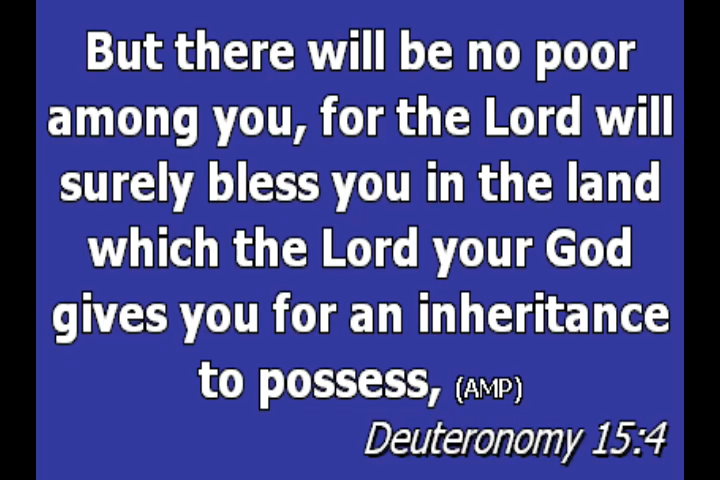 But there will be no poor
among you, for the Lord will
surely bless you in the land
which the Lord your God
gives you for an inheritance
to possess, (AMP)
Deuteronomy 15:4